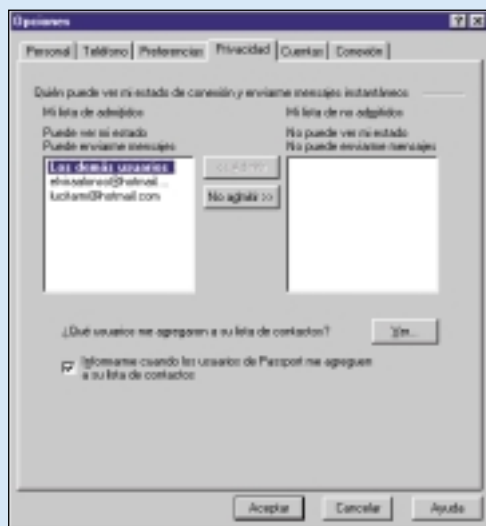 Opciones
Personal Teléfono Preferencias Privacidad Cuentas Conexión
Quién puede ver mi estado de conexión y enviarme mensajes instantáneos
Mi lista de admitidos
Mi lista de no admitidos
Puede ver mi estado
Puede enviarme mensajes
No puede ver mi estado
No puede enviarme mensajes
Los demás usuarios
<< Admitir
No admitir >>
¿Qué usuarios me agregaron a su lista de contactos?
Ver...
Informarme cuando los usuarios de Passport me agreguen
a su lista de contactos
Aceptar Cancelar Ayuda